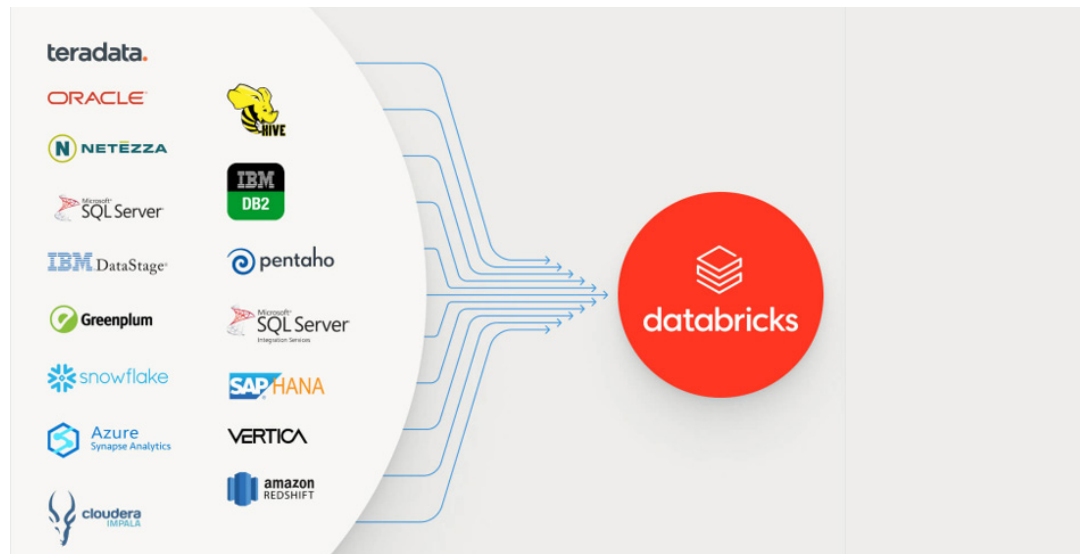 teradata.
ORACLE
N NETĒZZA
Microsoft
SQL Server
IBM DataStage
Greenplum
snowflake
Azure
Synapse Analytics
cloudera
IMPALA
HIVE
IBM
DB2
pentaho
Microsoft
SQL Server
Integration Services
SAP HANA
VERTICA
amazon
REDSHIFT
databricks